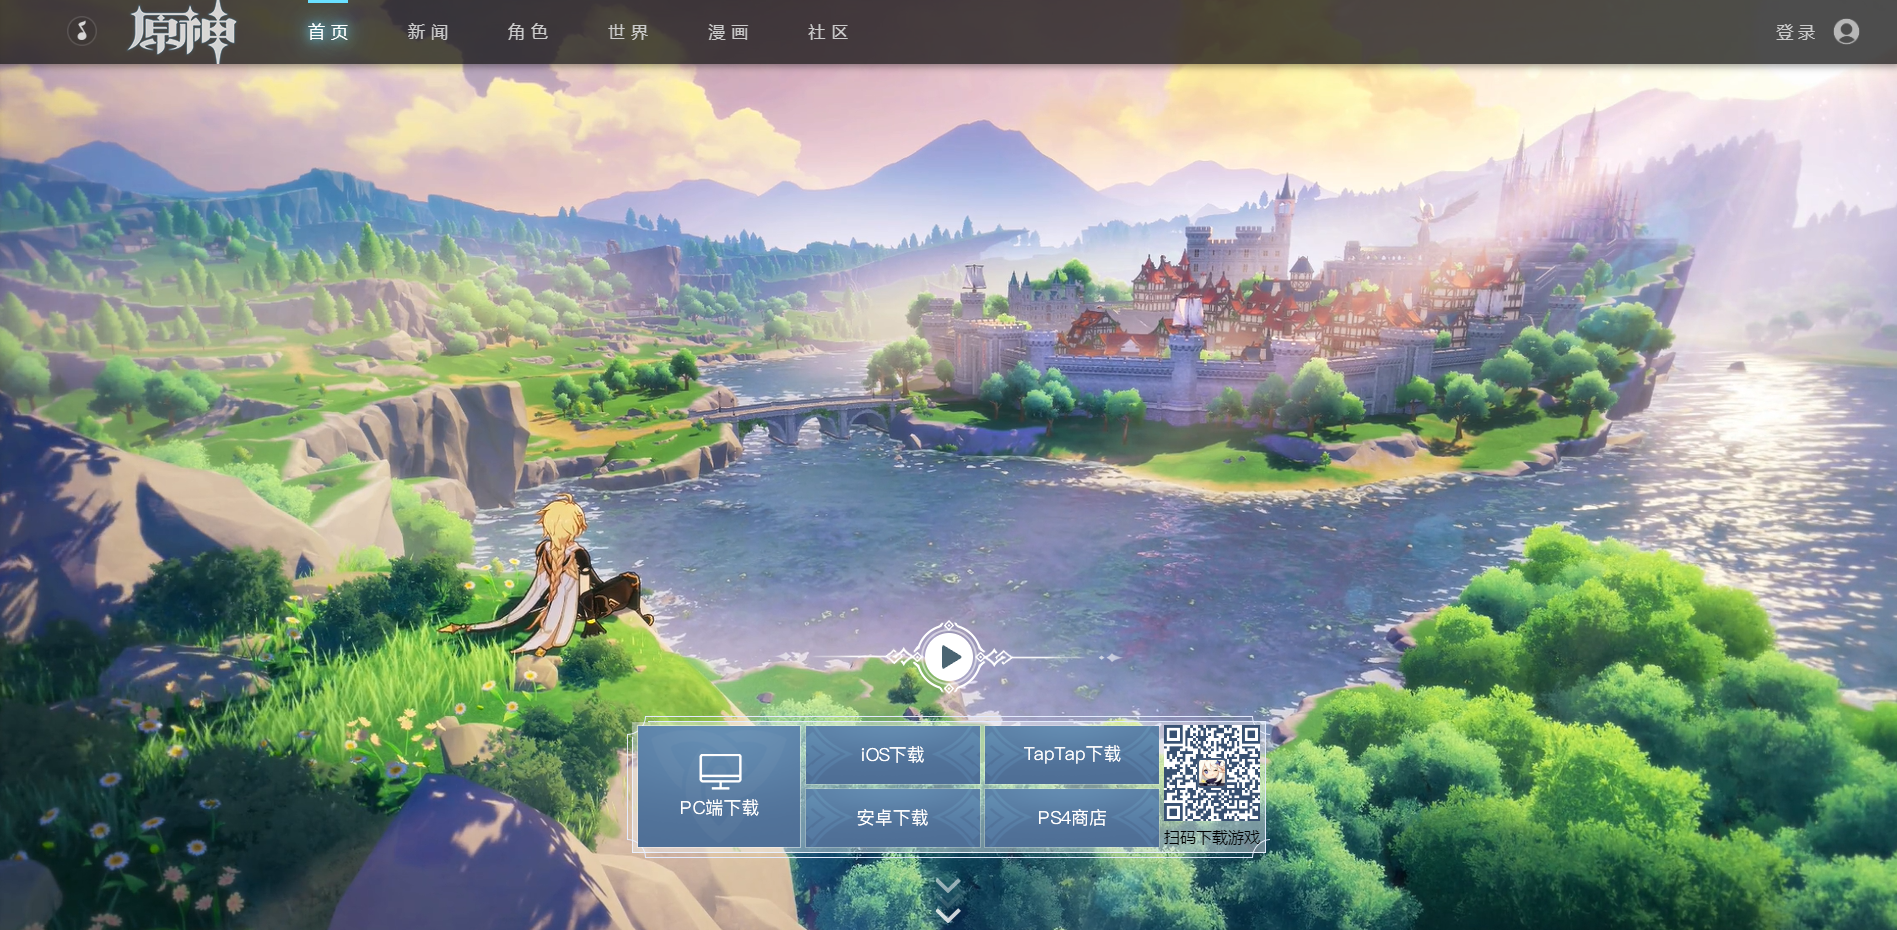 原神
首页
新闻
角色
世界
漫画
社区
登录
PC端下载
iOS下载
TapTap下载
安卓下载
PS4商店
扫码下载游戏